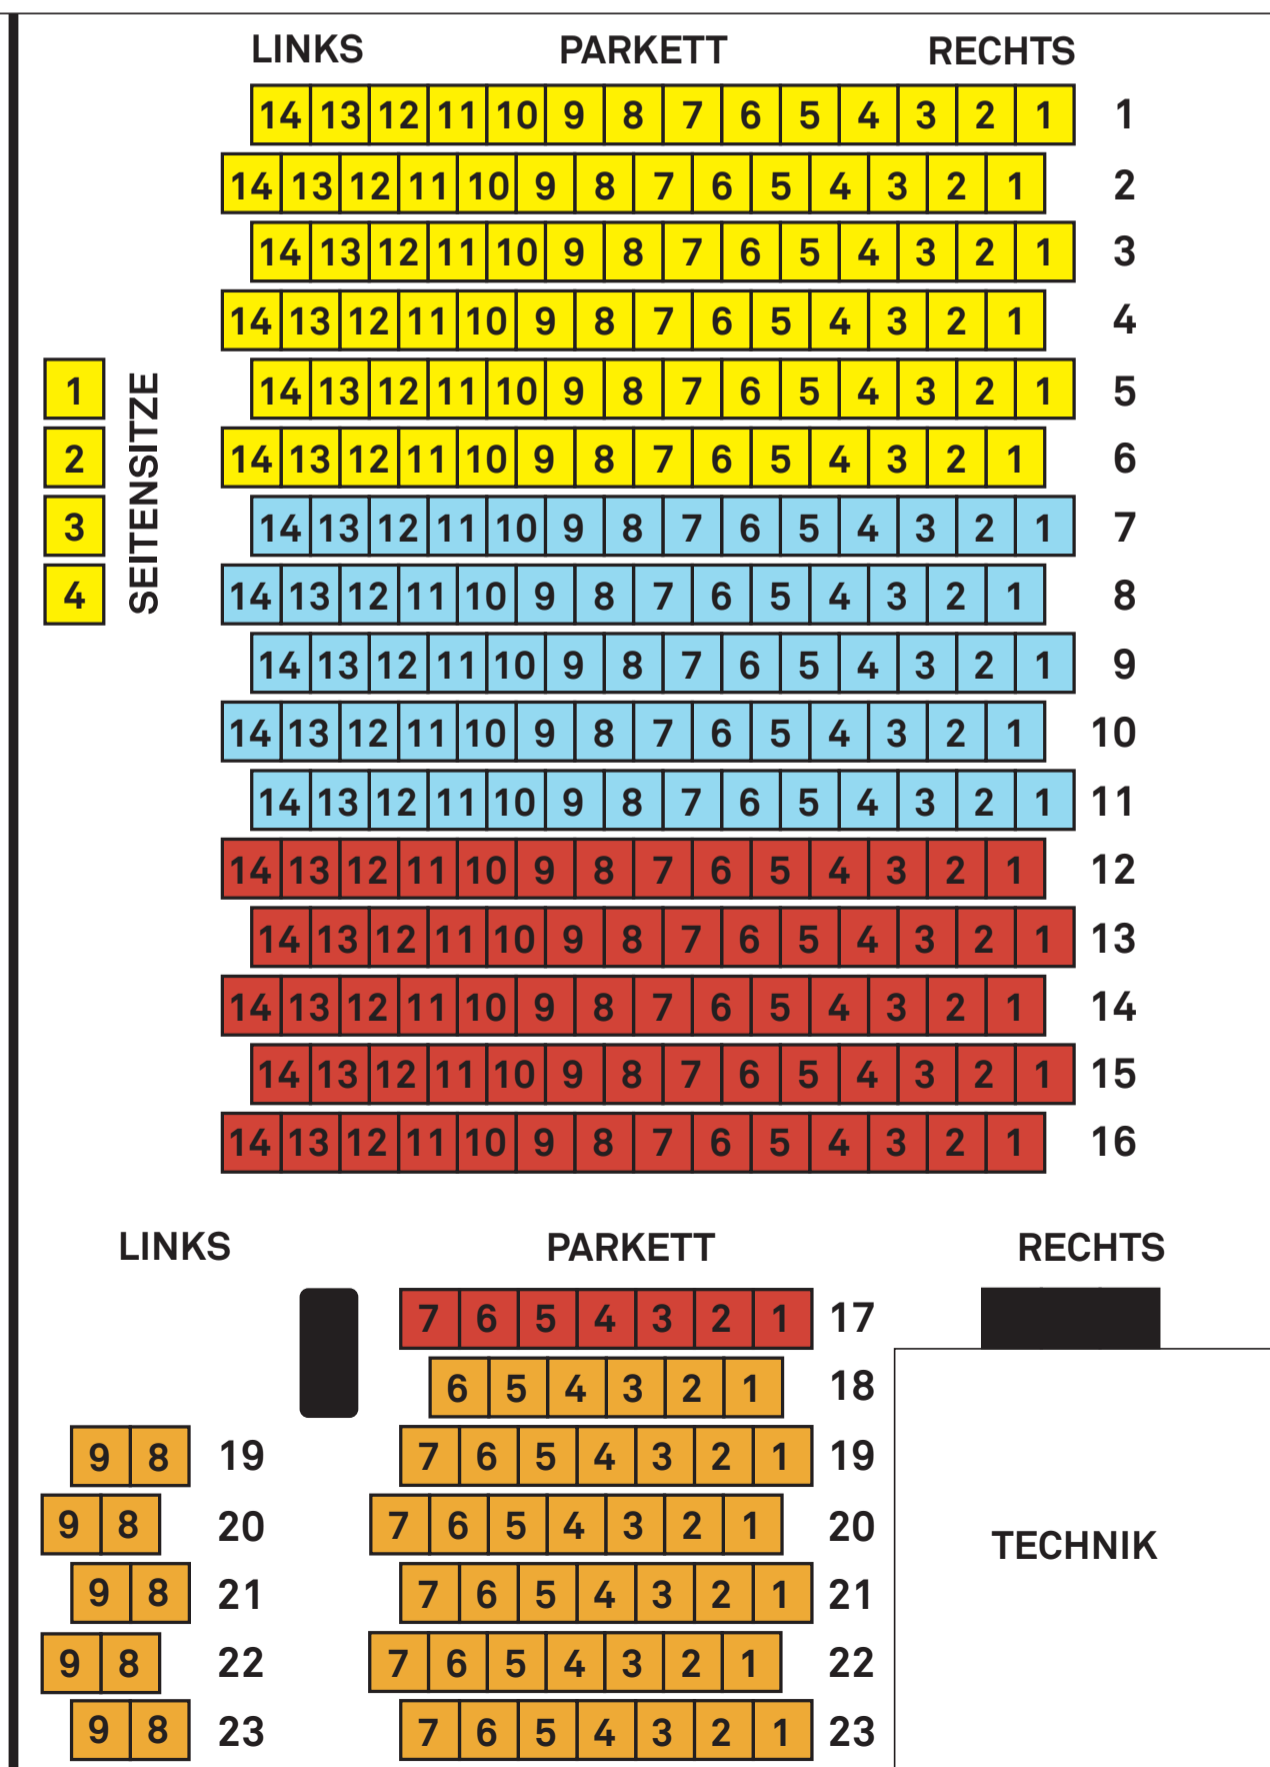 LINKS PARKETT RECHTS
14 13 12 11 10 9 8 7 6 5 4 3 2 1 1
14 13 12 11 10 9 8 7 6 5 4 3 2 1 2
14 13 12 11 10 9 8 7 6 5 4 3 2 1 3
14 13 12 11 10 9 8 7 6 5 4 3 2 1 4
1 14 13 12 11 10 9 8 7 6 5 4 3 2 1 5
2 14 13 12 11 10 9 8 7 6 5 4 3 2 1 6
3 14 13 12 11 10 9 8 7 6 5 4 3 2 1 7
4 14 13 12 11 10 9 8 7 6 5 4 3 2 1 8
SEITENSITZE
14 13 12 11 10 9 8 7 6 5 4 3 2 1 9
14 13 12 11 10 9 8 7 6 5 4 3 2 1 10
14 13 12 11 10 9 8 7 6 5 4 3 2 1 11
14 13 12 11 10 9 8 7 6 5 4 3 2 1 12
14 13 12 11 10 9 8 7 6 5 4 3 2 1 13
14 13 12 11 10 9 8 7 6 5 4 3 2 1 14
14 13 12 11 10 9 8 7 6 5 4 3 2 1 15
14 13 12 11 10 9 8 7 6 5 4 3 2 1 16
LINKS PARKETT RECHTS
7 6 5 4 3 2 1 17
6 5 4 3 2 1 18
9 8 19 7 6 5 4 3 2 1 19
9 8 20 7 6 5 4 3 2 1 20
TECHNIK
9 8 21 7 6 5 4 3 2 1 21
9 8 22 7 6 5 4 3 2 1 22
9 8 23 7 6 5 4 3 2 1 23